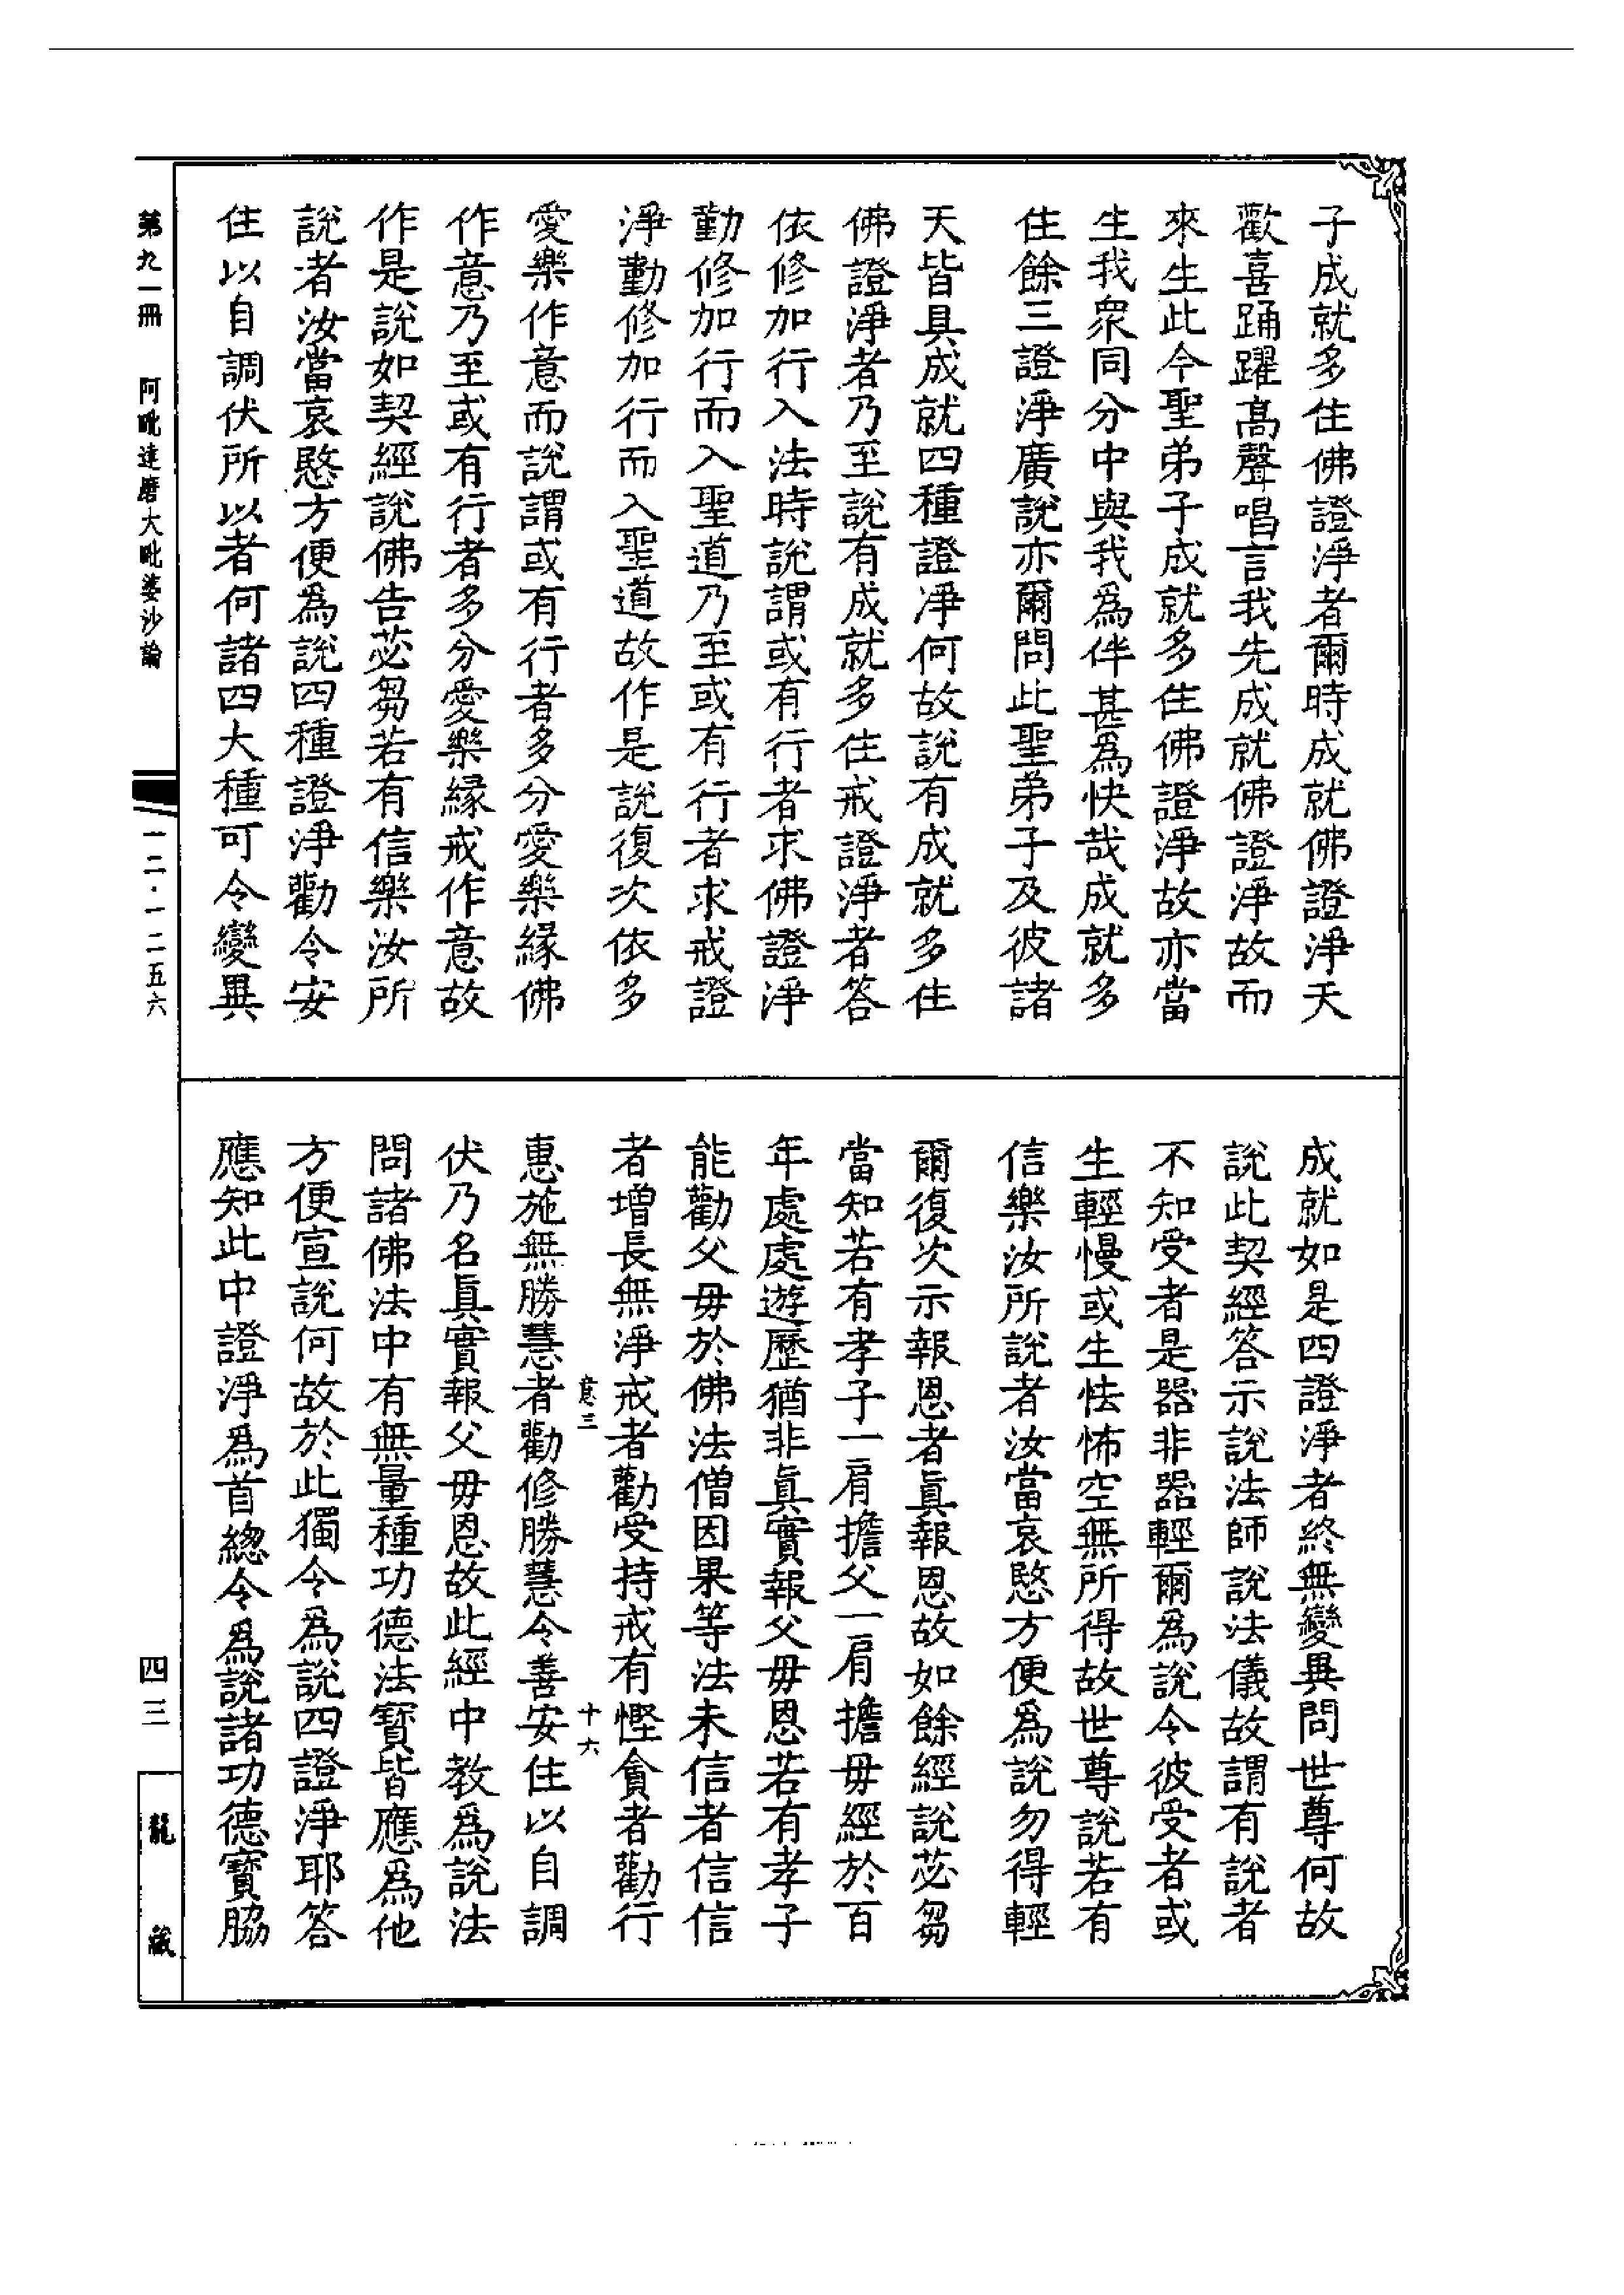 子成就多住佛證淨者爾時成就佛證淨天
歡喜踊躍高聲唱言我先成就佛證淨故而
來生此今聖弟子成就多住佛證淨故亦當
生我衆同分中與我爲伴甚爲快哉成就多
住餘三證淨廣說亦爾問此聖弟子及彼諸
天皆具成就四種證淨何故說有成就多住
佛證淨者乃至說有成就多住戒證淨者答
依修加行入法時說謂或有行者求佛證淨
勤修加行而入聖道乃至或有行者求戒證
淨勤修加行而入聖道故作是說復次依多
愛樂作意而說謂或有行者多分愛樂緣佛
作意乃至或有行者多分愛樂緣戒作意故
作是說如契經說佛告苾芻若有信樂汝所
說者汝當哀愍方便爲說四種證淨勸令安
住以自調伏所以者何諸四大種可令變異
成就如是四證淨者終無變異問世尊何故
說此契經答示說法師說法儀故謂有說者
不知受者是器非器輕爾爲說令彼受者或
生輕慢或生怯怖空無所得故世尊說若有
信樂汝所說者汝當哀愍方便爲說勿得輕
爾復次示報恩者眞報恩故如餘經說苾芻
當知若有孝子一肩擔父一肩擔毋經於百
年處處遊歷猶非眞實報父毋恩若有孝子
能勸父毋於佛法僧因果等法未信者信信
者增長無淨戒者勸受持戒有慳貪者勸行
意三
十六
惠施無勝慧者勸修勝慧令善安住以自調
伏乃名眞實報父毋恩故此經中教爲說法
問諸佛法中有無量種功德法寶皆應爲他
方便宣說何故於此獨令爲說四證淨耶答
應知此中證淨爲首總令爲說諸功德寶脇
第九一冊
阿毗達磨大毗婆沙論
一二·一二五六
四三
龍藏